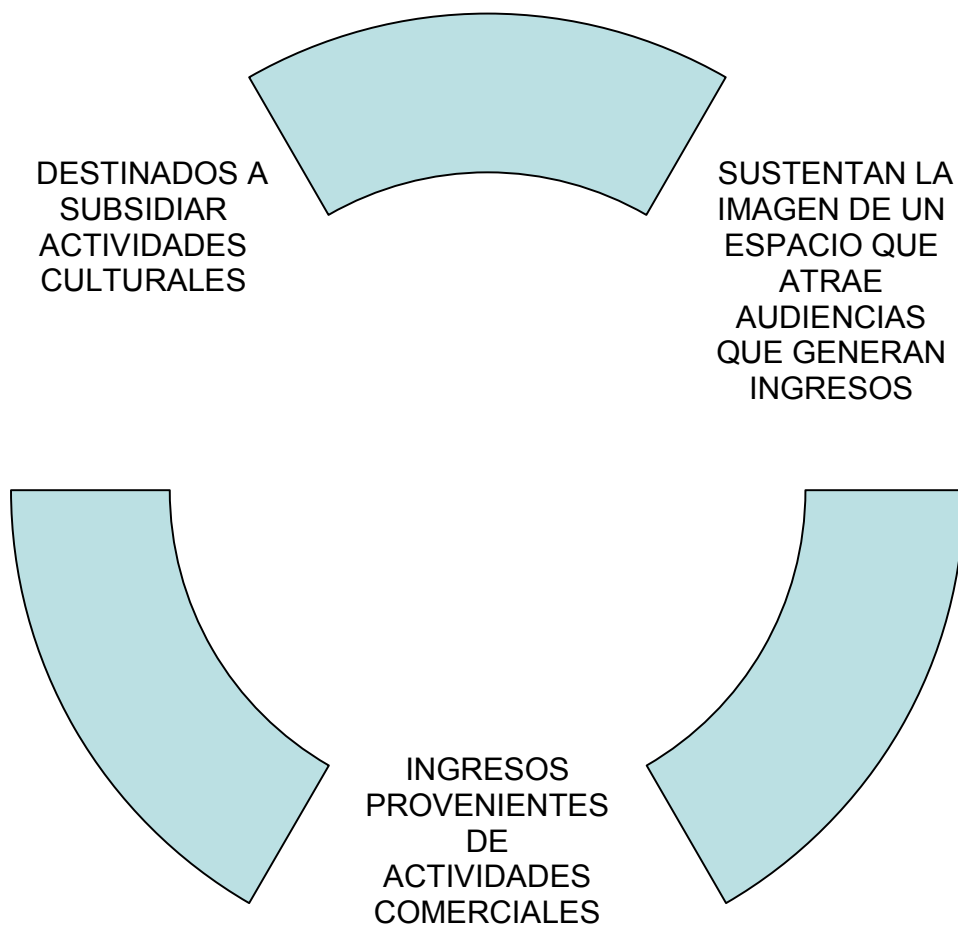 DESTINADOS A
SUBSIDIAR
ACTIVIDADES
CULTURALES
SUSTENTAN LA
IMAGEN DE UN
ESPACIO QUE
ATRAE
AUDIENCIAS
QUE GENERAN
INGRESOS
INGRESOS
PROVENIENTES
DE
ACTIVIDADES
COMERCIALES